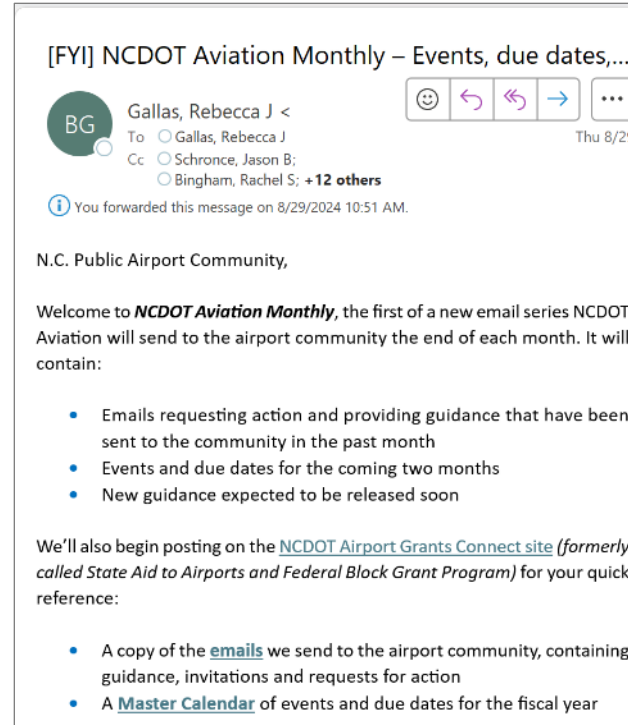 [FYI] NCDOT Aviation Monthly – Events, due dates,...
BG
Gallas, Rebecca J <
To Gallas, Rebecca J
Thu 8/29
Cc Schronce, Jason B;
Bingham, Rachel S; +12 others
You forwarded this message on 8/29/2024 10:51 AM.
N.C. Public Airport Community,
Welcome to NCDOT Aviation Monthly, the first of a new email series NCDOT
Aviation will send to the airport community the end of each month. It will
contain:
• Emails requesting action and providing guidance that have been
sent to the community in the past month
• Events and due dates for the coming two months
• New guidance expected to be released soon
We’ll also begin posting on the NCDOT Airport Grants Connect site (formerly
called State Aid to Airports and Federal Block Grant Program) for your quick
reference:
• A copy of the emails we send to the airport community, containing
guidance, invitations and requests for action
• A Master Calendar of events and due dates for the fiscal year